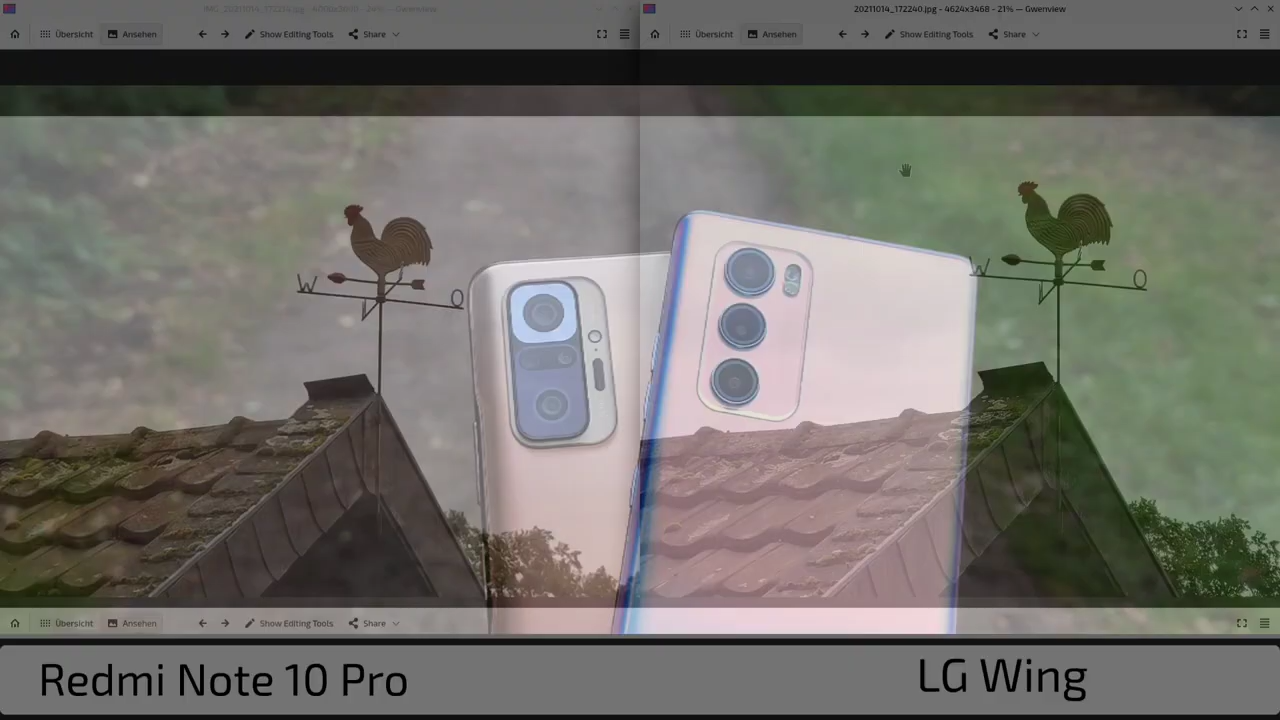 20211014_172240.jpg - 4624x3468 - 21% — Gwenview
Übersicht Ansehen Show Editing Tools Share
Übersicht Ansehen Show Editing Tools Share
W O
W O
Übersicht Ansehen Show Editing Tools Share
Redmi Note 10 Pro
LG Wing